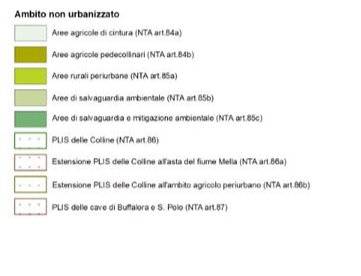 Ambito non urbanizzato
Aree agricole di cintura (NTA art.84a)
Aree agricole pedecollinari (NTA art.84b)
Aree rurali periurbane (NTA art.85a)
Aree di salvaguardia ambientale (NTA art.85b)
Aree di salvaguardia e mitigazione ambientale (NTA art.85c)
PLIS delle Colline (NTA art.86)
Estensione PLIS delle Colline all'asta del fiume Mella (NTA art.86a)
Estensione PLIS delle Colline all'ambito agricolo periurbano (NTA art.86b)
PLIS delle cave di Buffalora e S. Polo (NTA art.87)